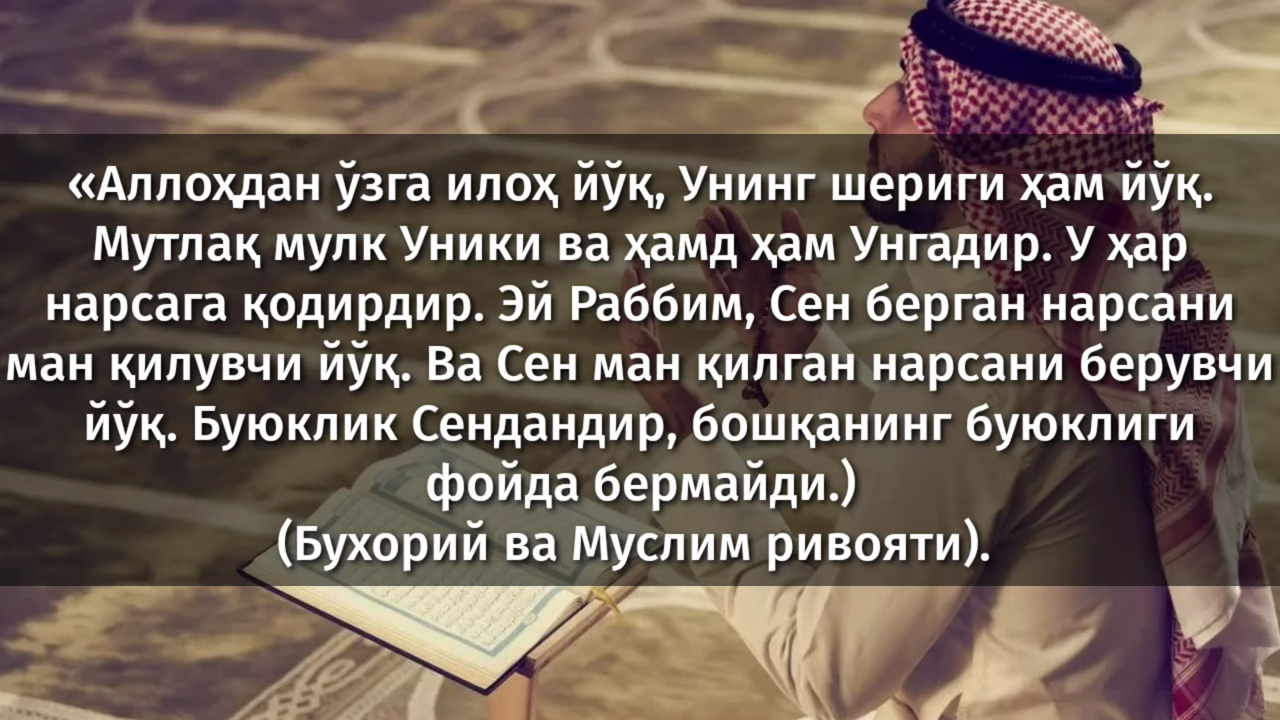 «Аллоҳдан ўзга илоҳ йўқ, Унинг шериги ҳам йўқ.
Мутлақ мулк Уники ва ҳамд ҳам Унгадир. У ҳар
нарсага қодирдир. Эй Раббим, Сен берган нарсани
ман қилувчи йўқ. Ва Сен ман қилган нарсани берувчи
йўқ. Буюклик Сендандир, бошқанинг буюклиги
фойда бермайди.)
(Бухорий ва Муслим ривояти).